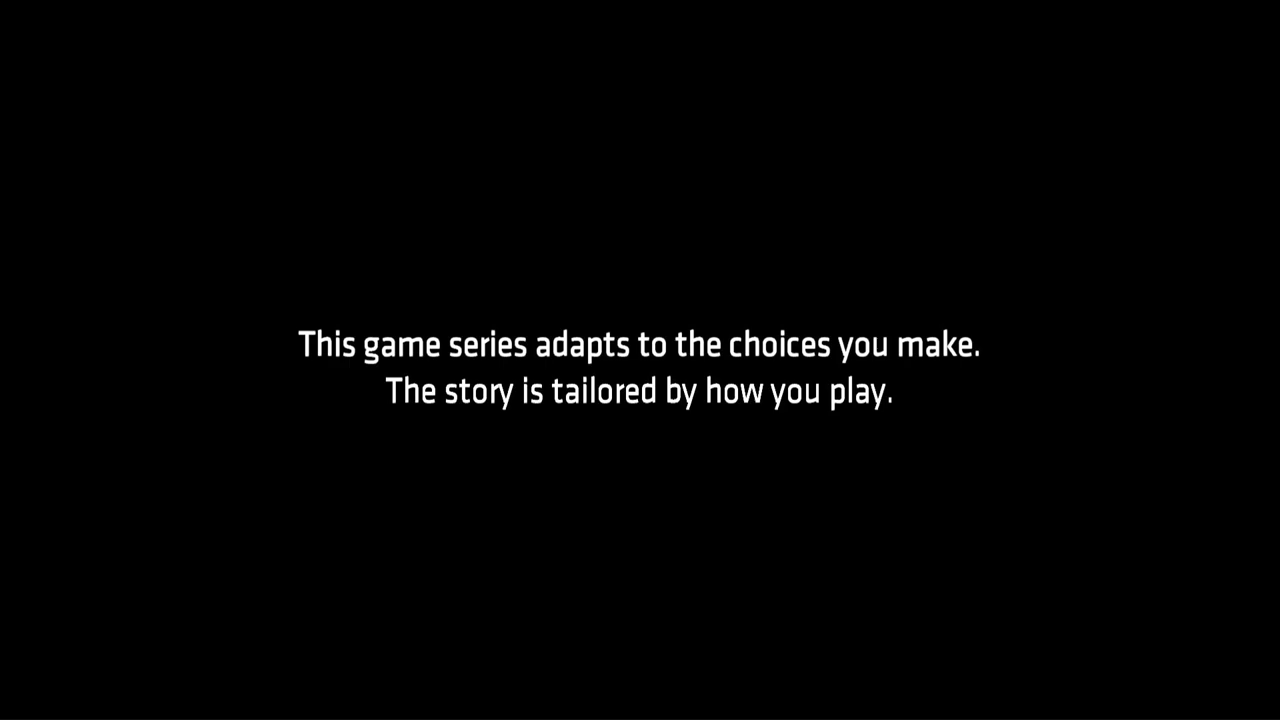 This game series adapts to the choices you make.
The story is tailored by how you play.